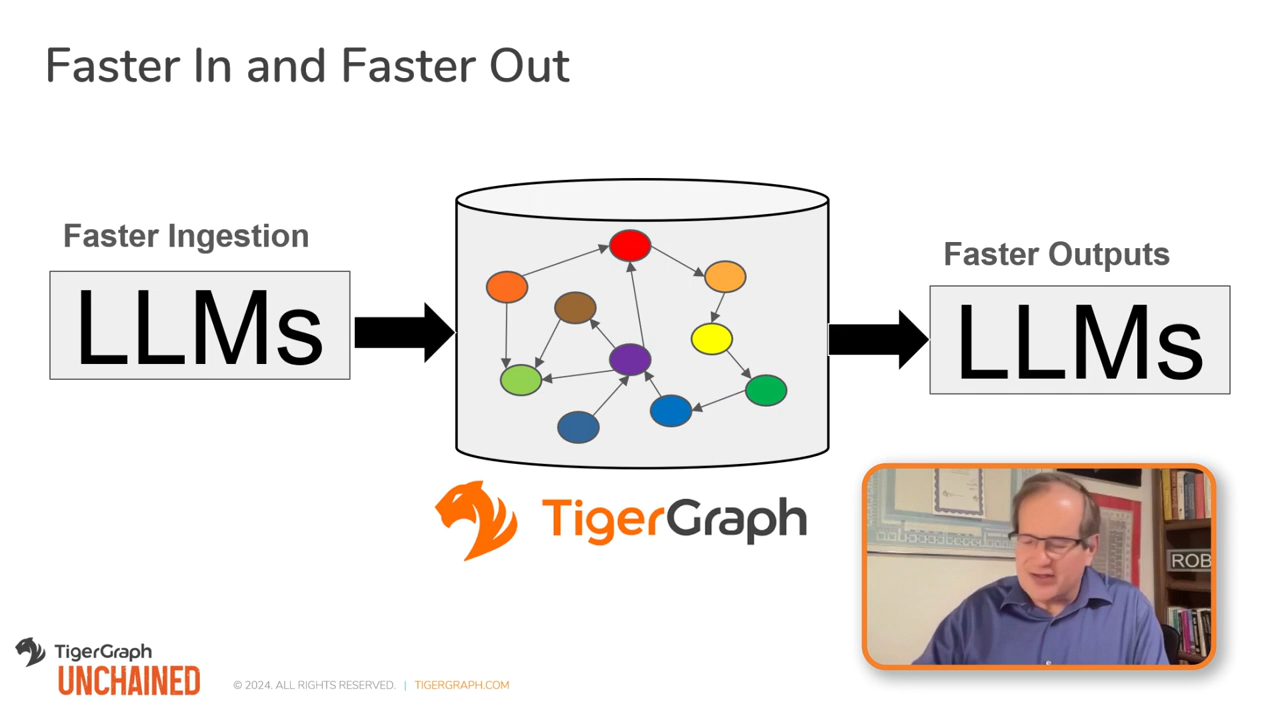 Faster In and Faster Out
Faster Ingestion
LLMs
Faster Outputs
LLMs
TigerGraph
ROB
TigerGraph
UNCHAINED
© 2024. ALL RIGHTS RESERVED. | TIGERGRAPH.COM